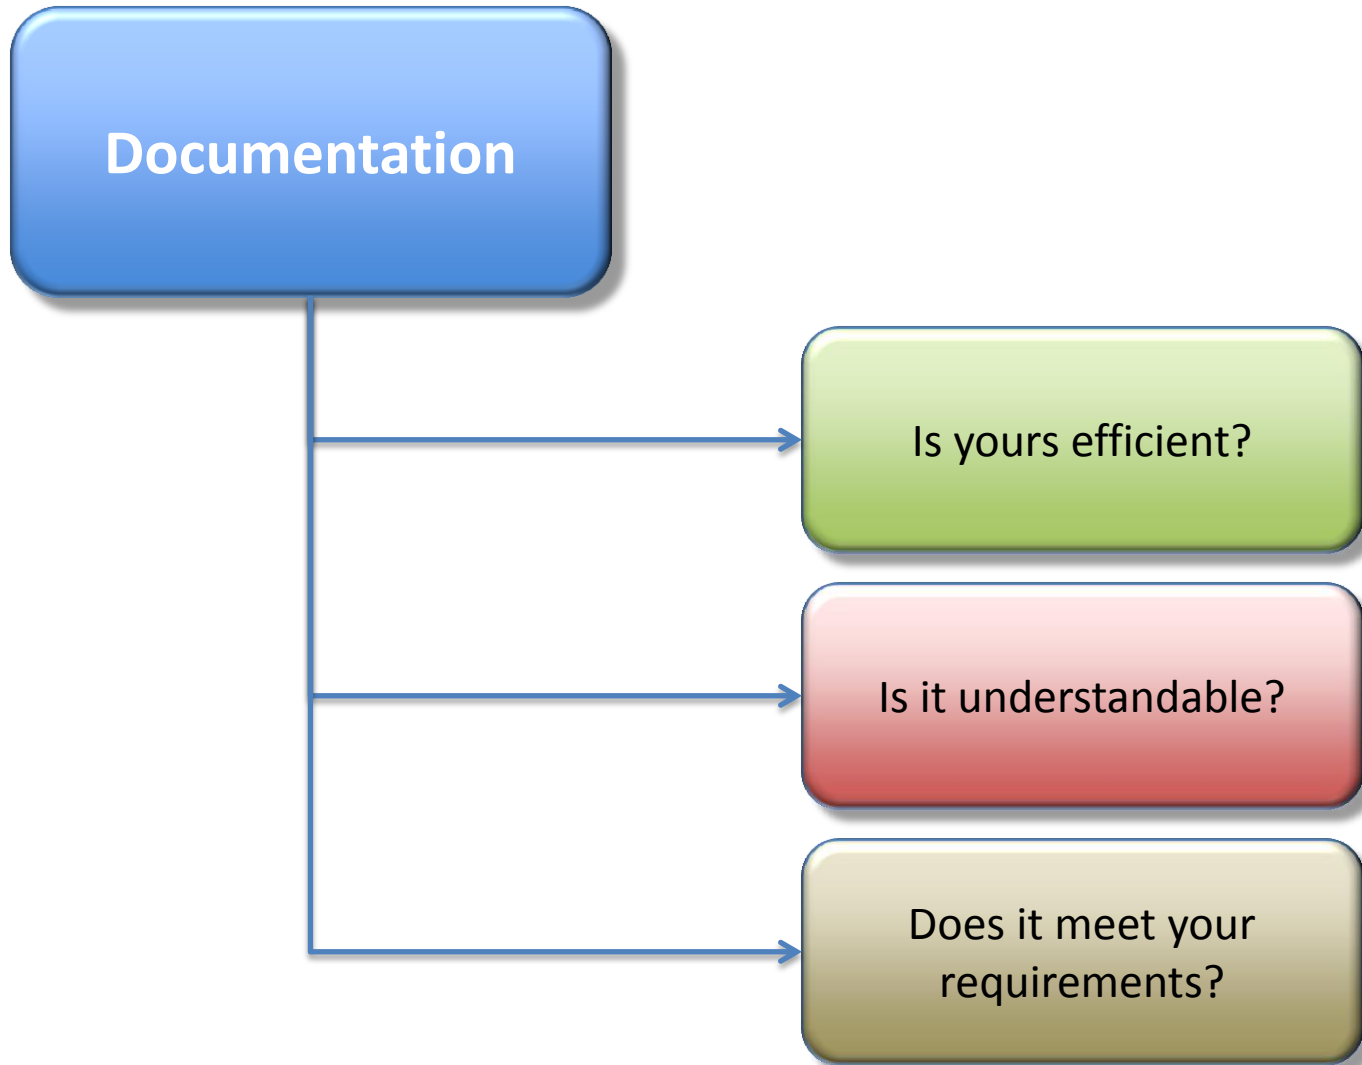 Documentation
Is yours efficient?
Is it understandable?
Does it meet your
requirements?